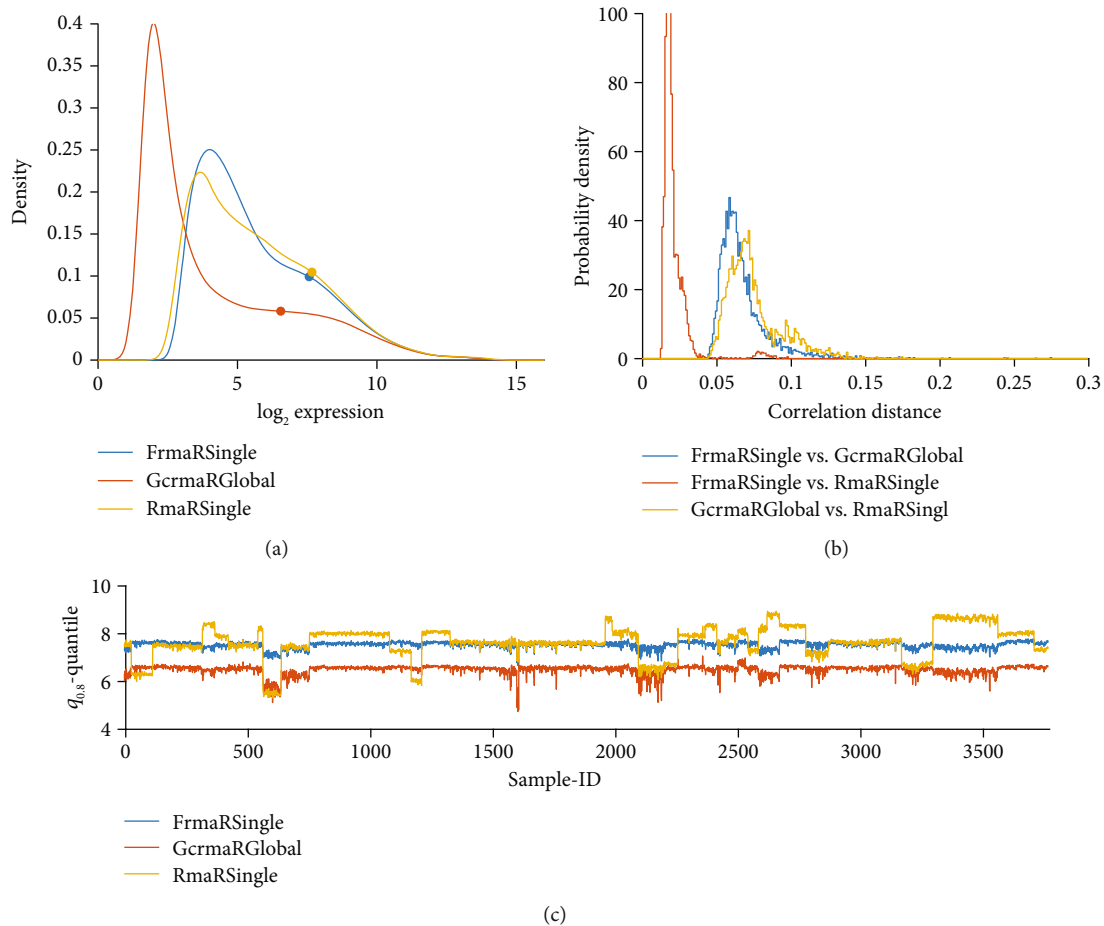 0.4
0.35
0.3
0.25
0.2
0.15
0.1
0.05
0
Density
0 5 10 15
log2 expression
FrmaRSingle
GcrmaRGlobal
RmaRSingle
(a)
100
80
60
40
20
0
Probability density
0 0.05 0.1 0.15 0.2 0.25 0.3
Correlation distance
FrmaRSingle vs. GcrmaRGlobal
FrmaRSingle vs. RmaRSingle
GcrmaRGlobal vs. RmaRSingl
(b)
10
8
6
4
q0.8-quantile
0 500 1000 1500 2000 2500 3000 3500
Sample-ID
FrmaRSingle
GcrmaRGlobal
RmaRSingle
(c)